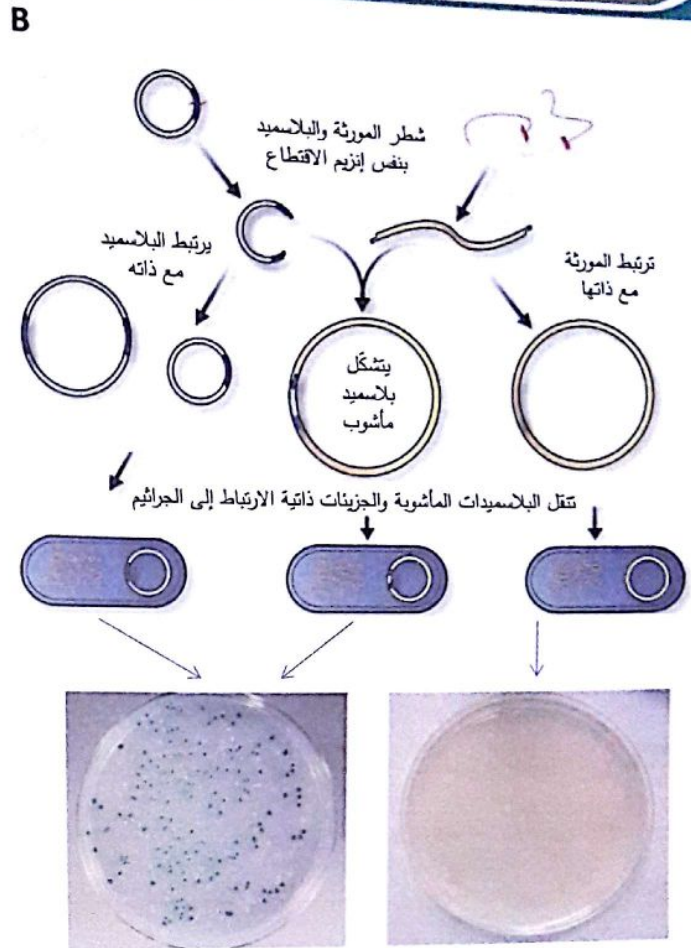 B
شطر المورثة والبلاسميد
بنفس إنزيم الاقتطاع
يرتبط البلاسميد
مع ذاته
ترتبط المورثة
مع ذاتها
يتشكّل
بلاسميد
مأشوب
تنتقل البلاسميدات المأشوبة والجزيئات ذاتية الارتباط إلى الجراثيم